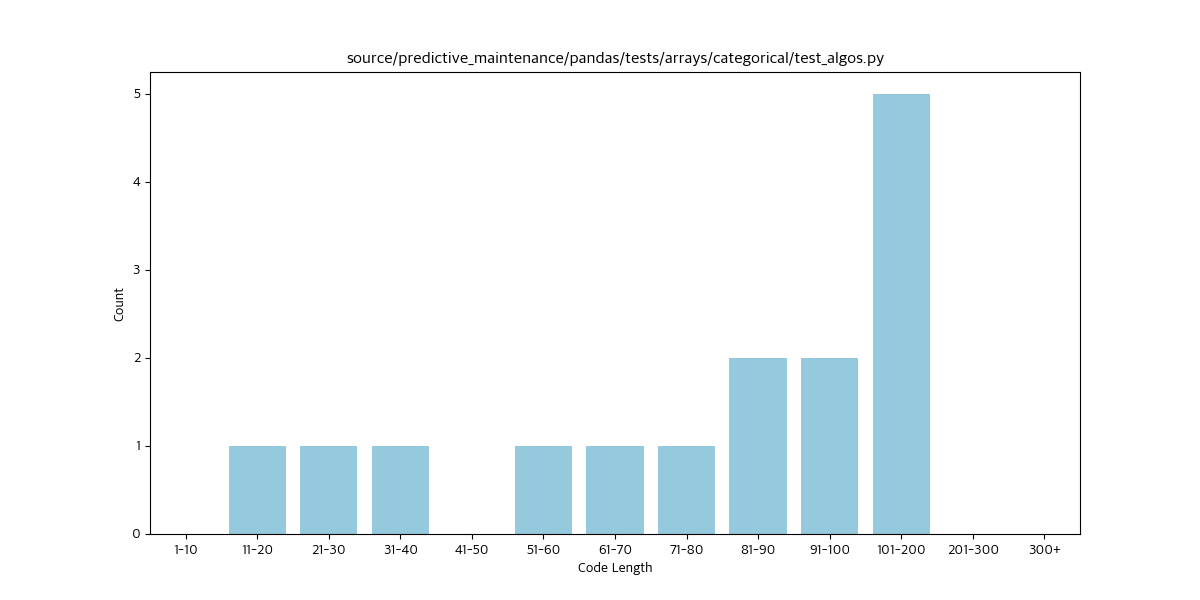 source/predictive_maintenance/pandas/tests/arrays/categorical/test_algos.py
5
4
3
2
1
0
Count
1-10 11-20 21-30 31-40 41-50 51-60 61-70 71-80 81-90 91-100 101-200 201-300 300+
Code Length